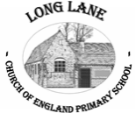 LONG LANE
- CHURCH OF ENGLAND PRIMARY SCHOOL -